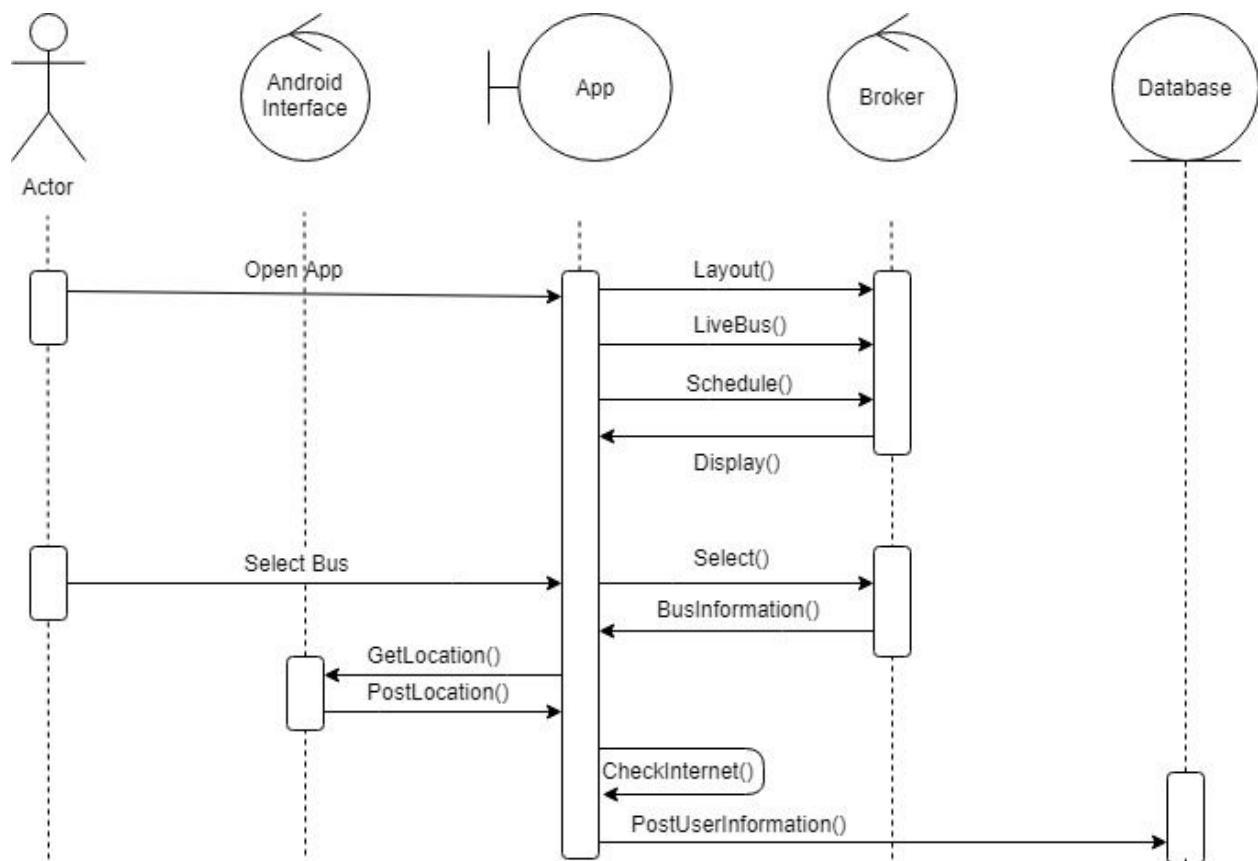 Android
Interface
App
Broker
Database
Actor
Open App
Layout()
LiveBus()
Schedule()
Display()
Select Bus
Select()
BusInformation()
GetLocation()
PostLocation()
CheckInternet()
PostUserInformation()